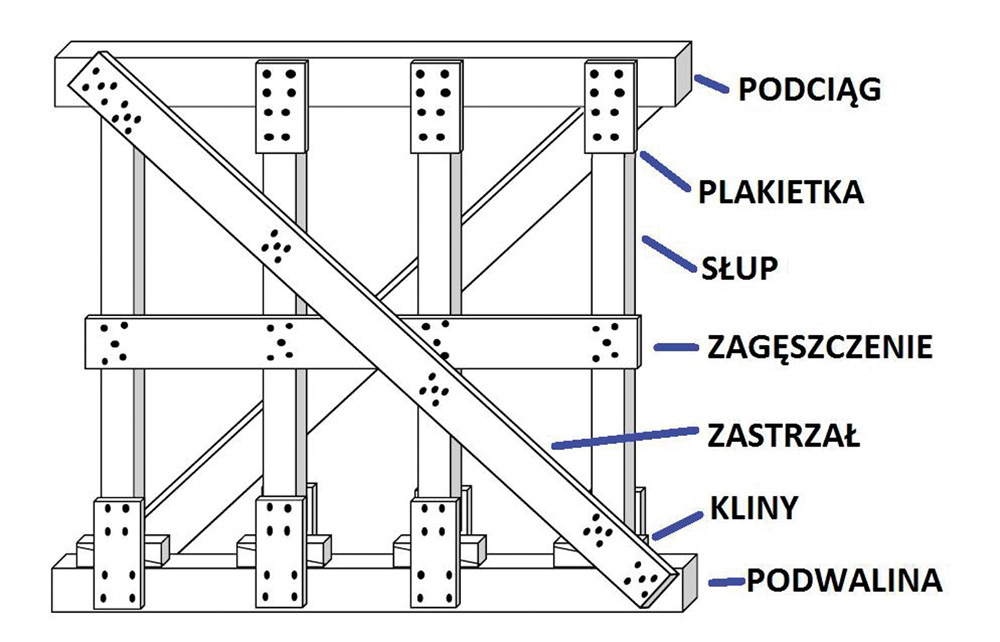 PODCIĄG
PLAKIETKA
SŁUP
ZAGĘSZCZENIE
ZASTRZAŁ
KLINY
PODWALINA